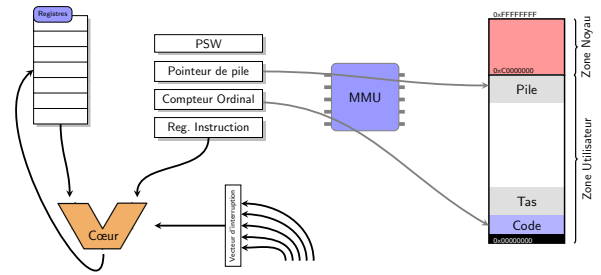 Registres
PSW
Pointeur de pile
Compteur Ordinal
Reg. Instruction
MMU
Cœur
Vecteur d'interruption
0xFFFFFFFF
0xC0000000
Pile
Tas
Code
0x00000000
Zone Noyau
Zone Utilisateur